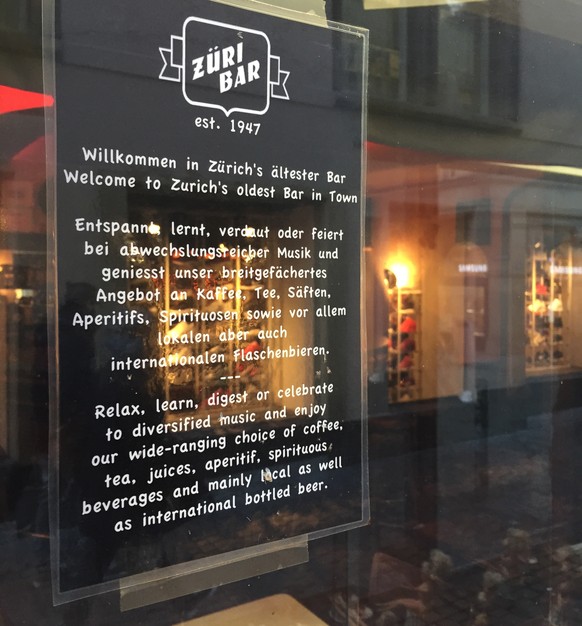 ZÜRI
BAR
est. 1947
Willkommen in Zürich's ältester Bar
Welcome to Zurich's oldest Bar in Town
Entspannt, lernt, verdaut oder feiert
bei abwechslungsreicher Musik und
geniesst unser breitgefächertes
Angebot an Kaffee, Tee, Säften,
Aperitifs, Spirituosen sowie vor allem
lokalen aber auch
internationalen Flaschenbieren.
---
Relax, learn, digest or celebrate
to diversified music and enjoy
our wide-ranging choice of coffee,
tea, juices, aperitif, spirituous
beverages and mainly local as well
as international bottled beer.